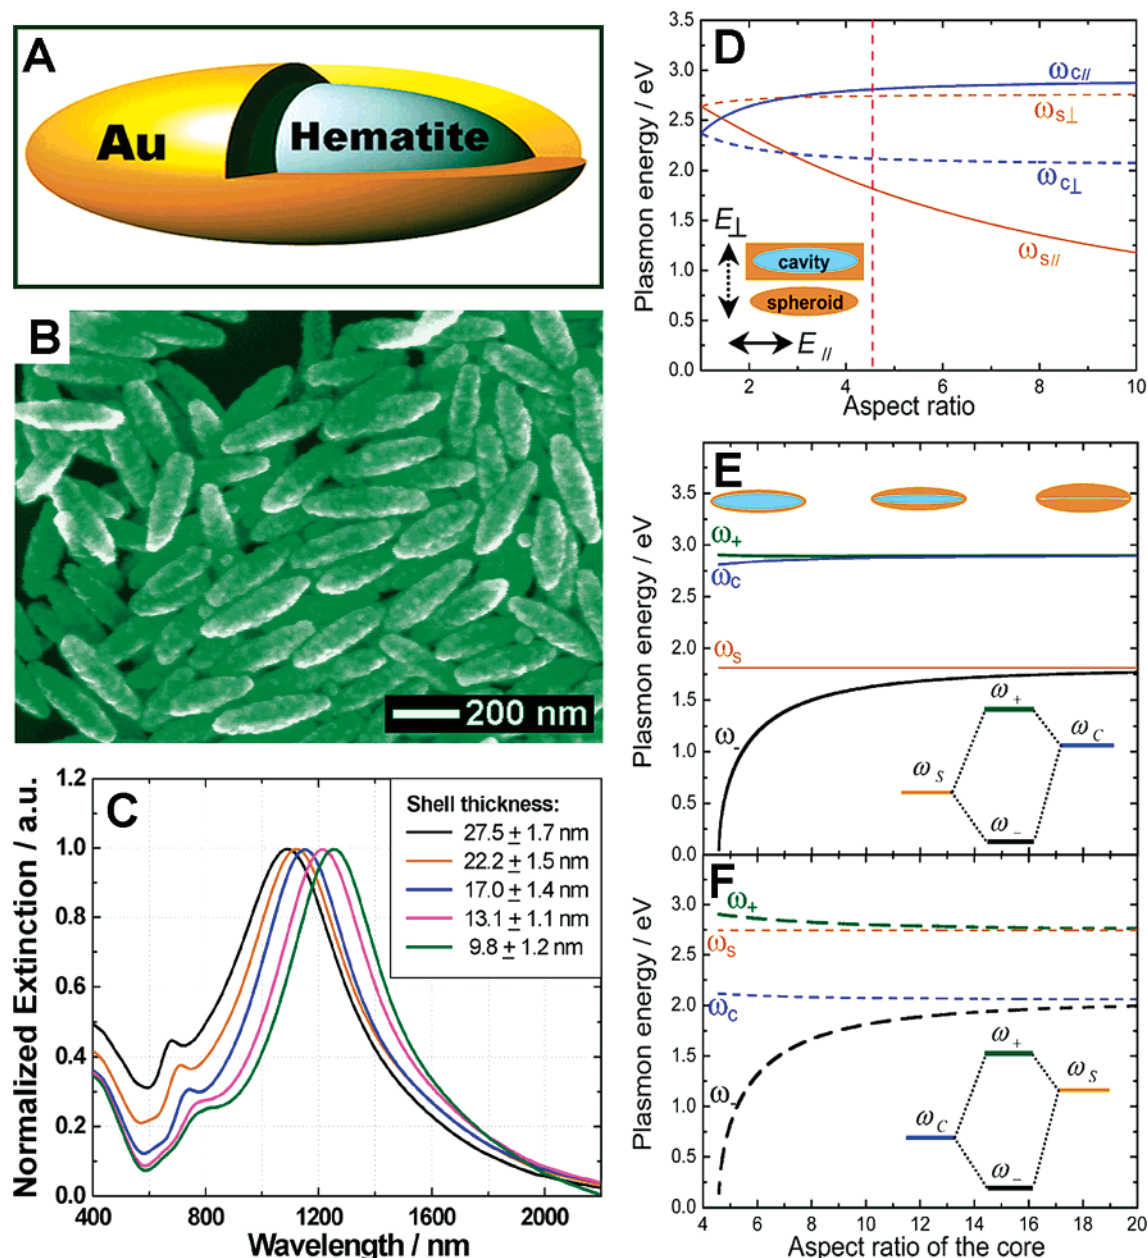 A
Au
Hematite
B
200 nm
C
Normalized Extinction / a.u.
1.2
1.0
0.8
0.6
0.4
0.2
0.0
Shell thickness:
27.5 ± 1.7 nm
22.2 ± 1.5 nm
17.0 ± 1.4 nm
13.1 ± 1.1 nm
9.8 ± 1.2 nm
400 800 1200 1600 2000
Wavelength / nm
D
Plasmon energy / eV
3.5
3.0
2.5
2.0
1.5
1.0
0.5
0.0
ωc//
ωs⊥
ωc⊥
ωs//
E⊥
cavity
spheroid
E //
2 4 6 8 10
Aspect ratio
E
Plasmon energy / eV
3.5
3.0
2.5
2.0
1.5
1.0
0.5
0.0
ω+
ωc
ωs
ω-
ω+
ωC
ωS
ω−
F
Plasmon energy / eV
3.0
2.5
2.0
1.5
1.0
0.5
0.0
ω+
ωs
ωc
ω-
ω+
ωS
ωC
ω−
4 6 8 10 12 14 16 18 20
Aspect ratio of the core